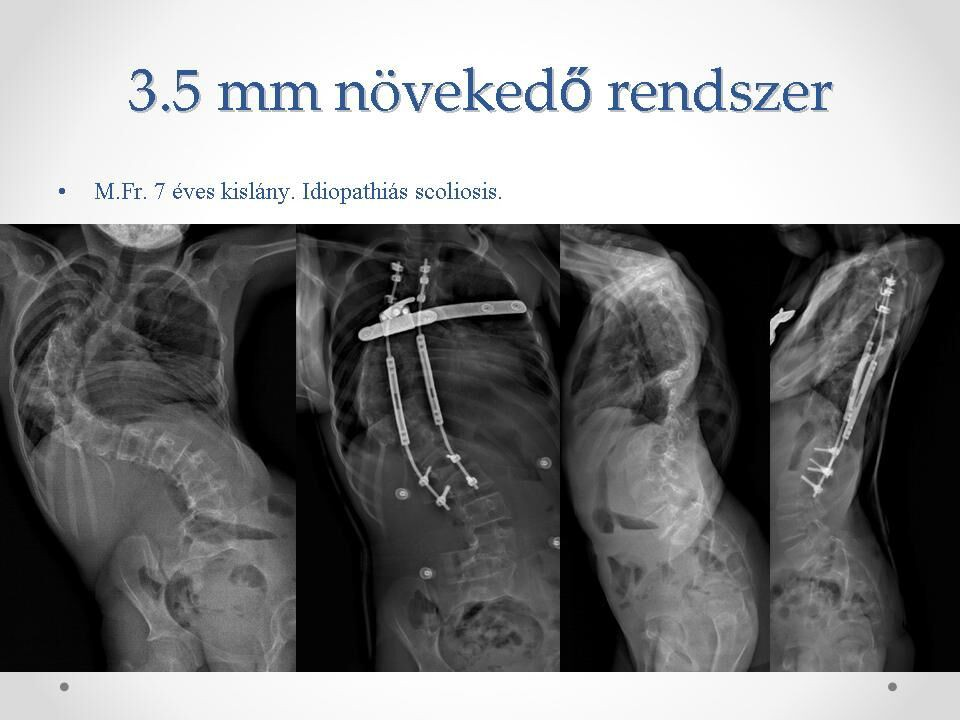 3.5 mm növekedő rendszer
• M.Fr. 7 éves kislány. Idiopathiás scoliosis.